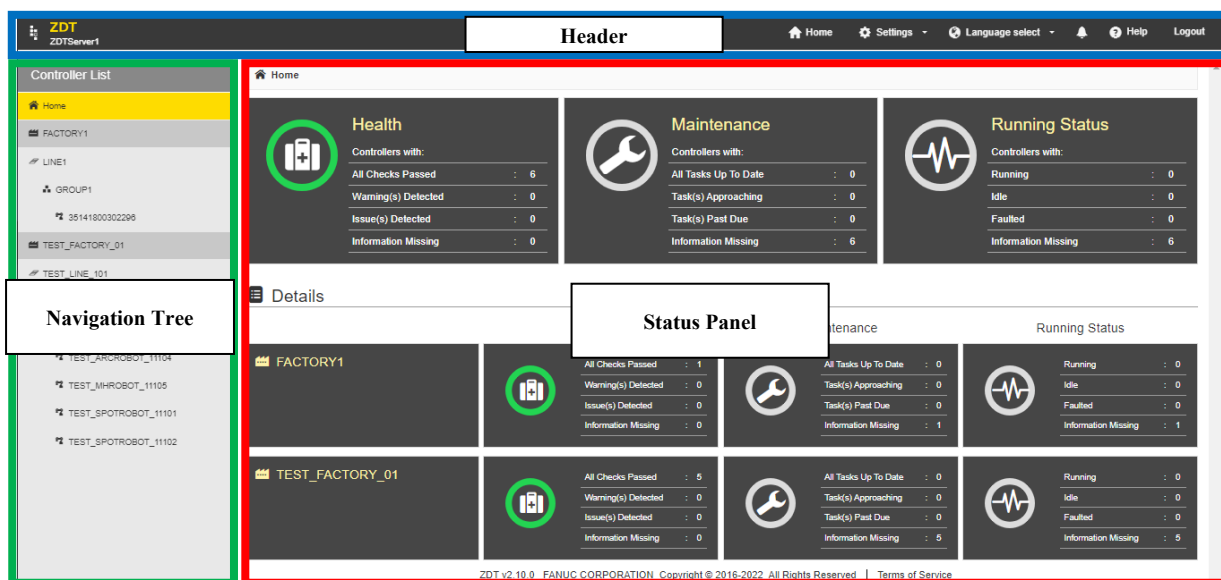 ZDT
ZDTServer1
Header
Home
Settings
Language select
Help
Logout
Controller List
Home
FACTORY1
LINE1
GROUP1
35141800302296
TEST_FACTORY_01
TEST_LINE_101
Navigation Tree
TEST_ARCROBOT_11104
TEST_MHROBOT_11105
TEST_SPOTROBOT_11101
TEST_SPOTROBOT_11102
Home
Health
Controllers with:
All Checks Passed : 6
Warning(s) Detected : 0
Issue(s) Detected : 0
Information Missing : 0
Maintenance
Controllers with:
All Tasks Up To Date : 0
Task(s) Approaching : 0
Task(s) Past Due : 0
Information Missing : 6
Running Status
Controllers with:
Running : 0
Idle : 0
Faulted : 0
Information Missing : 6
Details
Status Panel
ntenance
Running Status
FACTORY1
All Checks Passed : 1
Warning(s) Detected : 0
Issue(s) Detected : 0
Information Missing : 0
All Tasks Up To Date : 0
Task(s) Approaching : 0
Task(s) Past Due : 0
Information Missing : 1
Running : 0
Idle : 0
Faulted : 0
Information Missing : 1
TEST_FACTORY_01
All Checks Passed : 5
Warning(s) Detected : 0
Issue(s) Detected : 0
Information Missing : 0
All Tasks Up To Date : 0
Task(s) Approaching : 0
Task(s) Past Due : 0
Information Missing : 5
Running : 0
Idle : 0
Faulted : 0
Information Missing : 5
ZDT v2.10.0 FANUC CORPORATION Copyright © 2016-2022 All Rights Reserved | Terms of Service